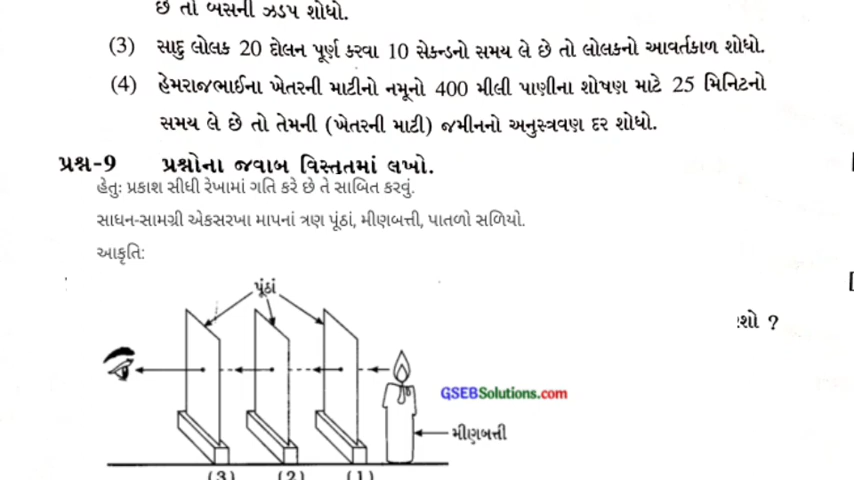 છે તો બસની ઝડપ શોધો.
(3) સાદુ લોલક 20 દોલન પૂર્ણ કરવા 10 સેકન્ડનો સમય લે છે તો લોલકનો આવર્તકાળ શોધો.
(4) હેમરાજભાઈના ખેતરની માટીનો નમૂનો 400 મીલી પાણીના શોષણ માટે 25 મિનિટનો
સમય લે છે તો તેમની (ખેતરની માટી) જમીનનો અનુસ્ત્રવણ દર શોધો.
પ્રશ્ન-9 પ્રશ્નોના જવાબ વિસ્તૃતમાં લખો.
હેતુઃ પ્રકાશ સીધી રેખામાં ગતિ કરે છે તે સાબિત કરવું.
સાધન-સામગ્રી એકસરખા માપનાં ત્રણ પૂંઠાં, મીણબત્તી, પાતળો સળિયો.
આકૃતિ:
પૂંઠાં
શો ?
GSEBSolutions.com
મીણબત્તી
(3) (2) (1)